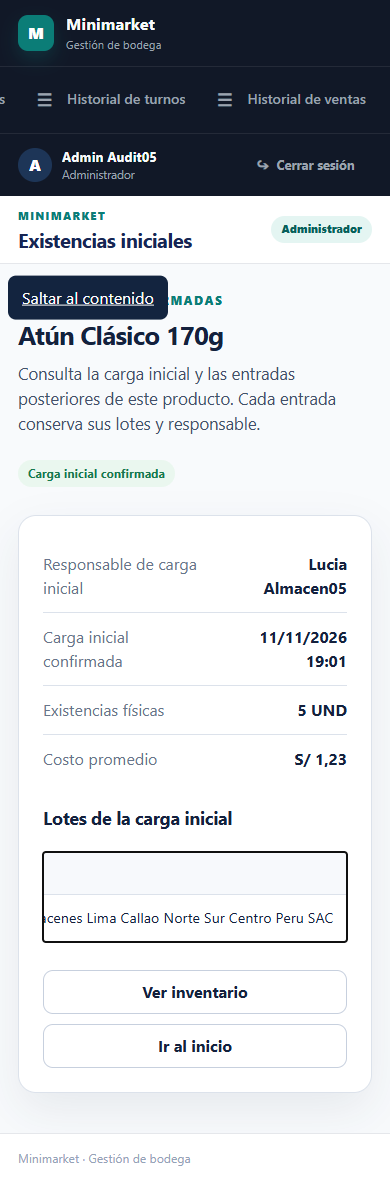 M
Minimarket
Gestión de bodega
s
Historial de turnos
Historial de ventas
A
Admin Audit05
Administrador
Cerrar sesión
MINIMARKET
Existencias iniciales
Administrador
Saltar al contenido
RMADAS
Atún Clásico 170g
Consulta la carga inicial y las entradas
posteriores de este producto. Cada entrada
conserva sus lotes y responsable.
Carga inicial confirmada
Responsable de carga
inicial
Lucia
Almacen05
Carga inicial
confirmada
11/11/2026
19:01
Existencias físicas
5 UND
Costo promedio
S/ 1,23
Lotes de la carga inicial
acenes Lima Callao Norte Sur Centro Peru SAC
Ver inventario
Ir al inicio
Minimarket · Gestión de bodega